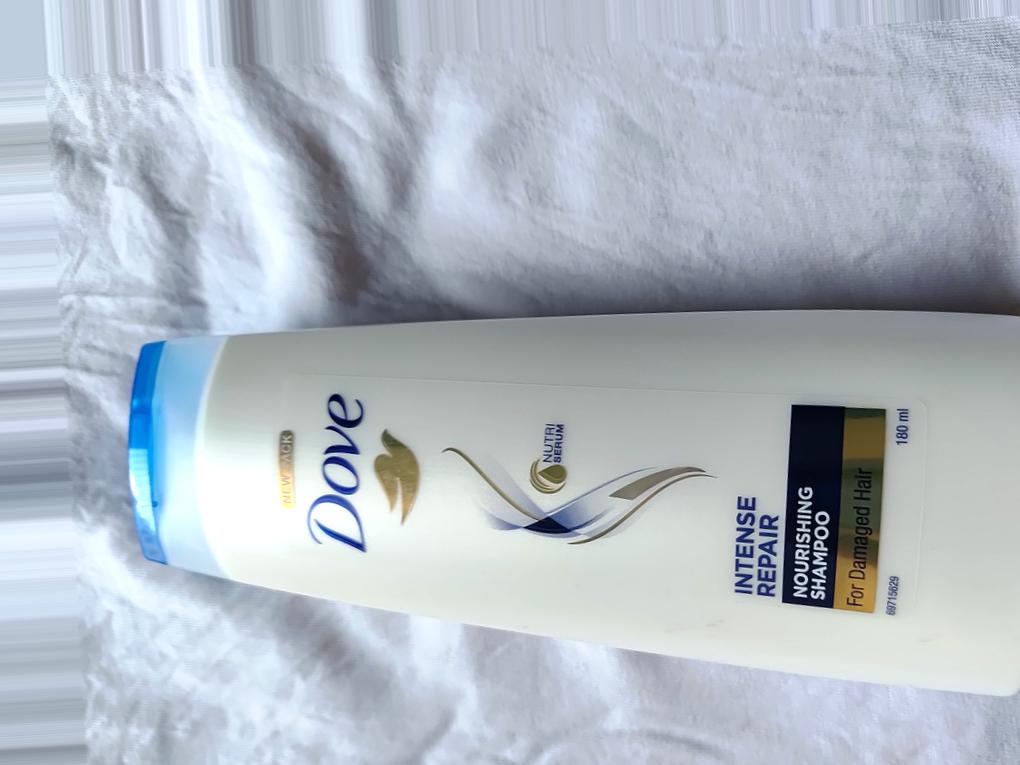 NEW PACK
Dove
NUTRI
SERUM
INTENSE
REPAIR
NOURISHING
SHAMPOO
For Damaged Hair
69715629
180 ml